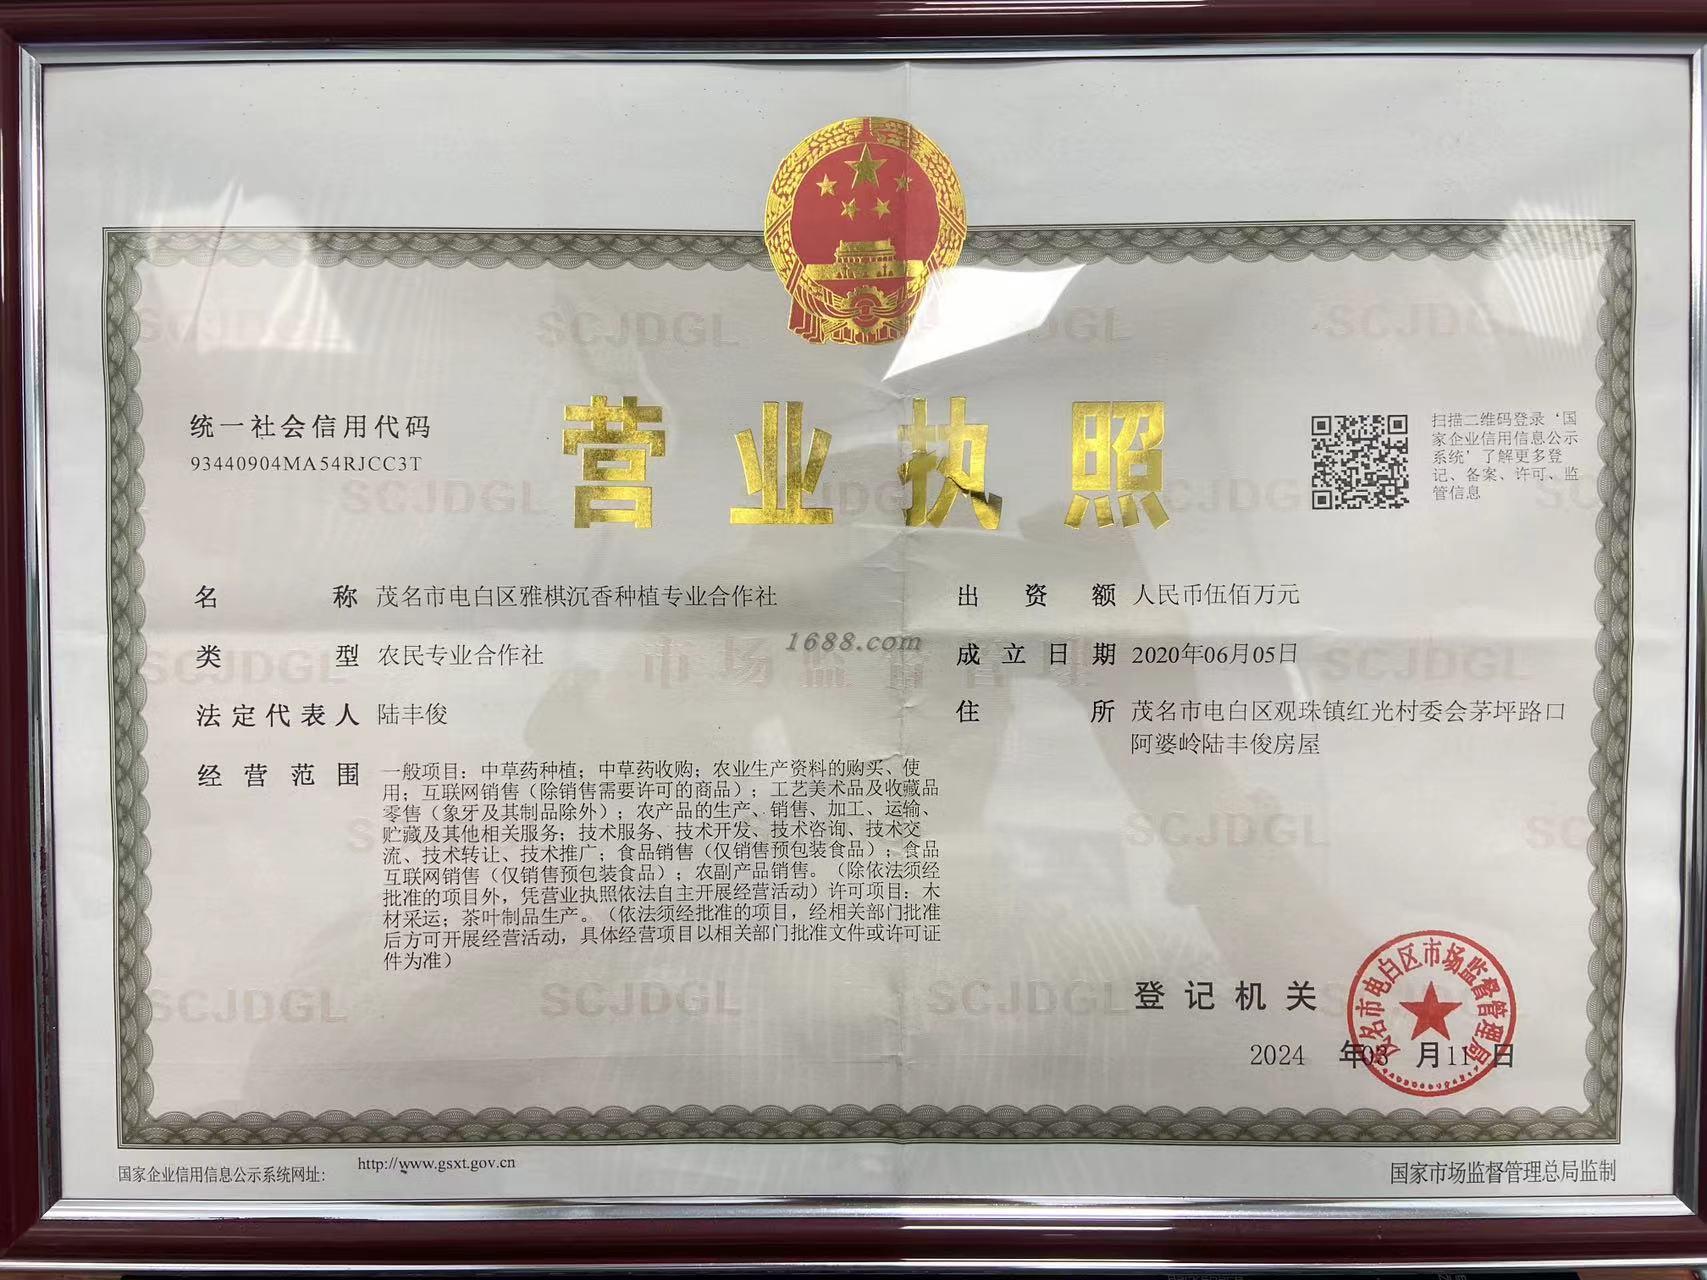 统一社会信用代码
93440904MA54RJCC3T
营业执照
扫描二维码登录‘国
家企业信用信息公示
系统’了解更多登
记、备案、许可、监
管信息
名称 茂名市电白区雅棋沉香种植专业合作社
类型 农民专业合作社
法定代表人 陆丰俊
经营范围 一般项目：中草药种植；中草药收购；农业生产资料的购买、使
用；互联网销售（除销售需要许可的商品）；工艺美术品及收藏品
零售（象牙及其制品除外）；农产品的生产、销售、加工、运输、
贮藏及其他相关服务；技术服务、技术开发、技术咨询、技术交
流、技术转让、技术推广；食品销售（仅销售预包装食品）；食品
互联网销售（仅销售预包装食品）；农副产品销售。（除依法须经
批准的项目外，凭营业执照依法自主开展经营活动）许可项目：木
材采运；茶叶制品生产。（依法须经批准的项目，经相关部门批准
后方可开展经营活动，具体经营项目以相关部门批准文件或许可证
件为准）
出资额 人民币伍佰万元
成立日期 2020年06月05日
住所 茂名市电白区观珠镇红光村委会茅坪路口
阿婆岭陆丰俊房屋
1688.com
市场监督管理
SCJDGL
登记机关
茂名市电白区市场监督管理局
2024 年03 月11日
国家企业信用信息公示系统网址： http://www.gsxt.gov.cn
国家市场监督管理总局监制